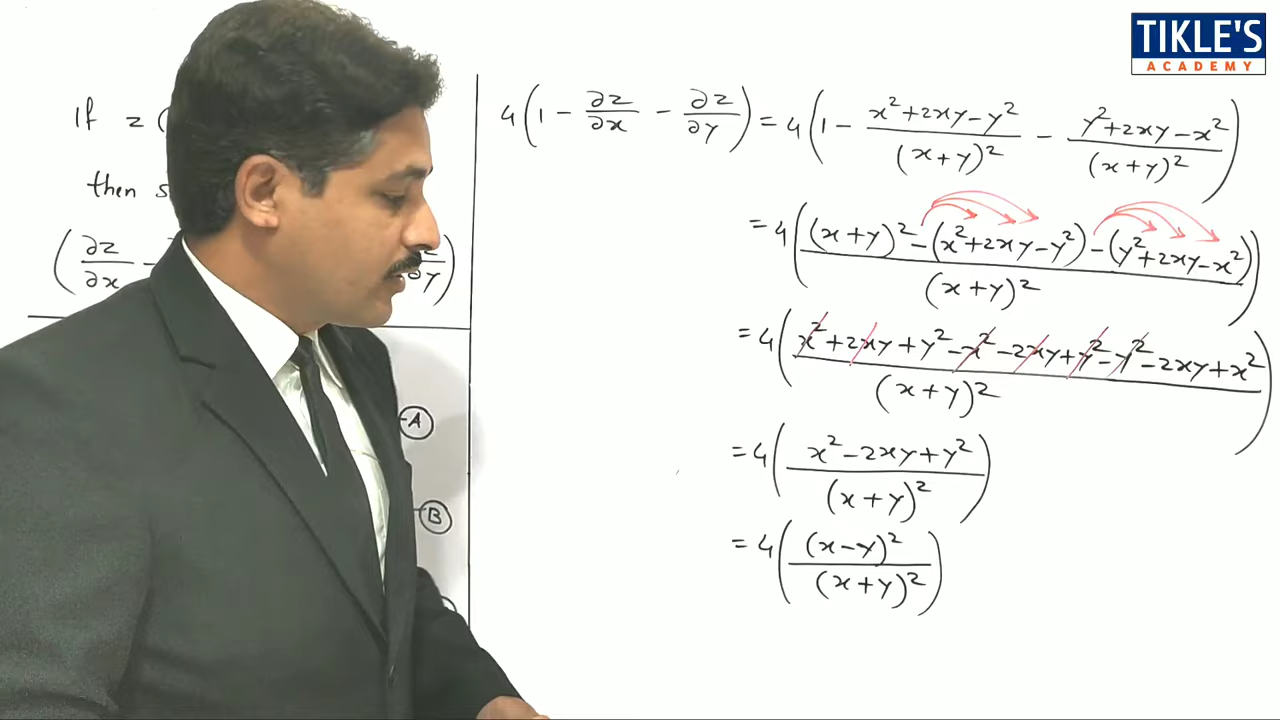 TIKLE'S
ACADEMY
If z (
then s
(∂z/∂x - ∂y)
A
B
4(1 - ∂z/∂x - ∂z/∂y) = 4(1 - (x²+2xy-y²)/(x+y)² - (y²+2xy-x²)/(x+y)²)
= 4(((x+y)² - (x²+2xy-y²) - (y²+2xy-x²))/(x+y)²)
= 4((x²+2xy+y²-x²-2xy+y²-y²-2xy+x²)/(x+y)²)
= 4((x²-2xy+y²)/(x+y)²)
= 4((x-y)²/(x+y)²)